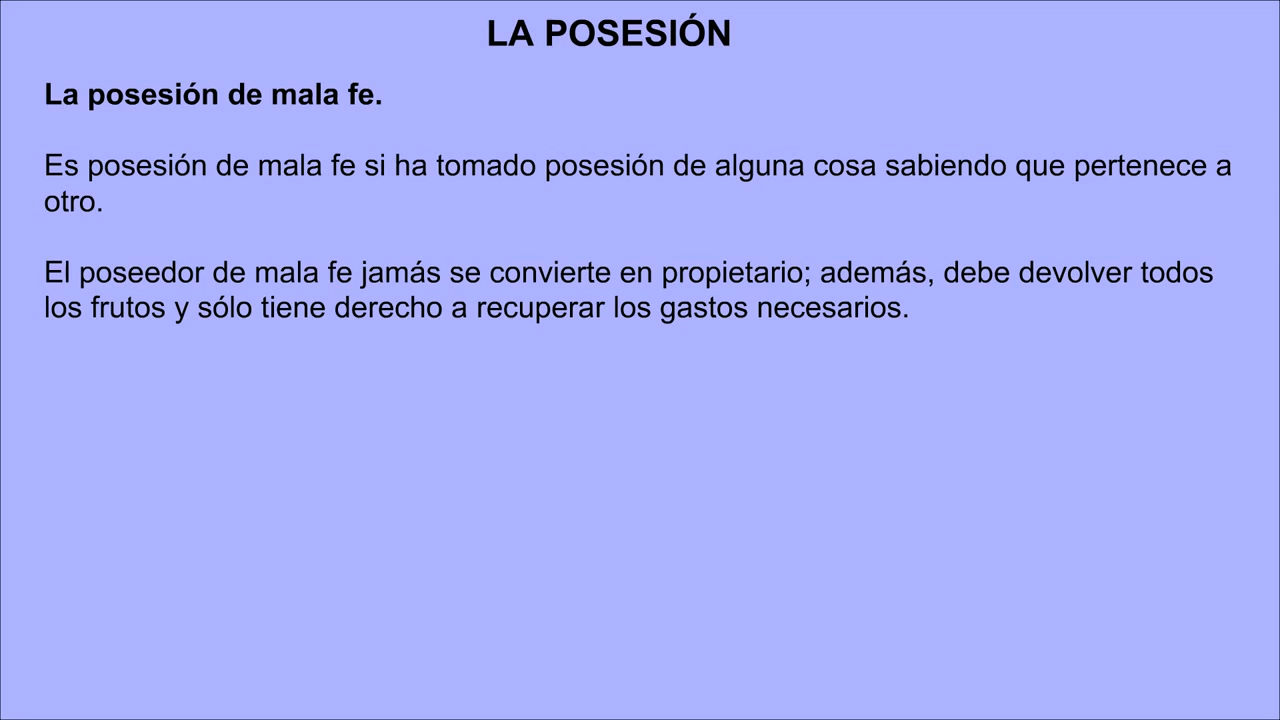 LA POSESIÓN
La posesión de mala fe.
Es posesión de mala fe si ha tomado posesión de alguna cosa sabiendo que pertenece a
otro.
El poseedor de mala fe jamás se convierte en propietario; además, debe devolver todos
los frutos y sólo tiene derecho a recuperar los gastos necesarios.